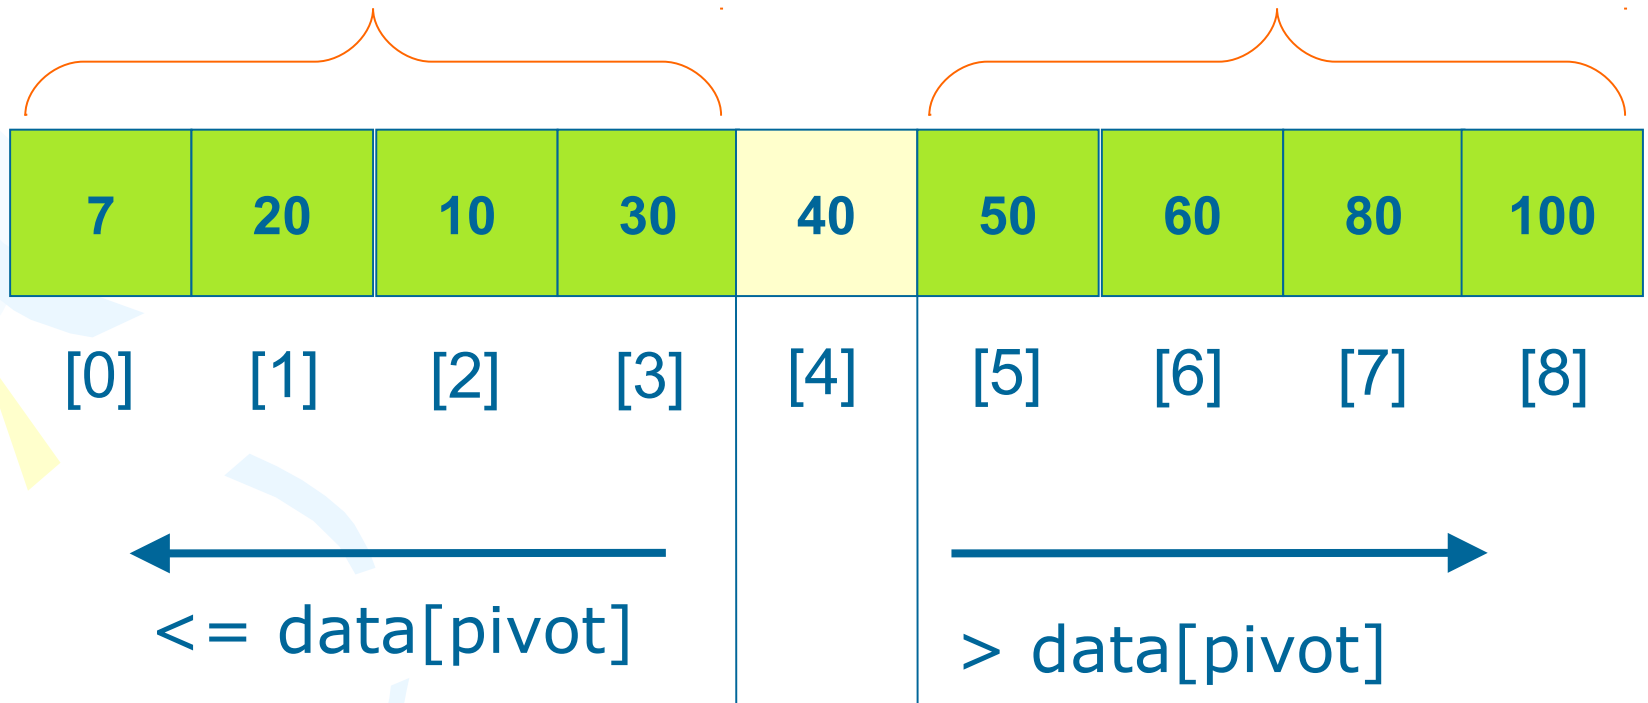 7 20 10 30 40 50 60 80 100
[0] [1] [2] [3] [4] [5] [6] [7] [8]
<= data[pivot] > data[pivot]